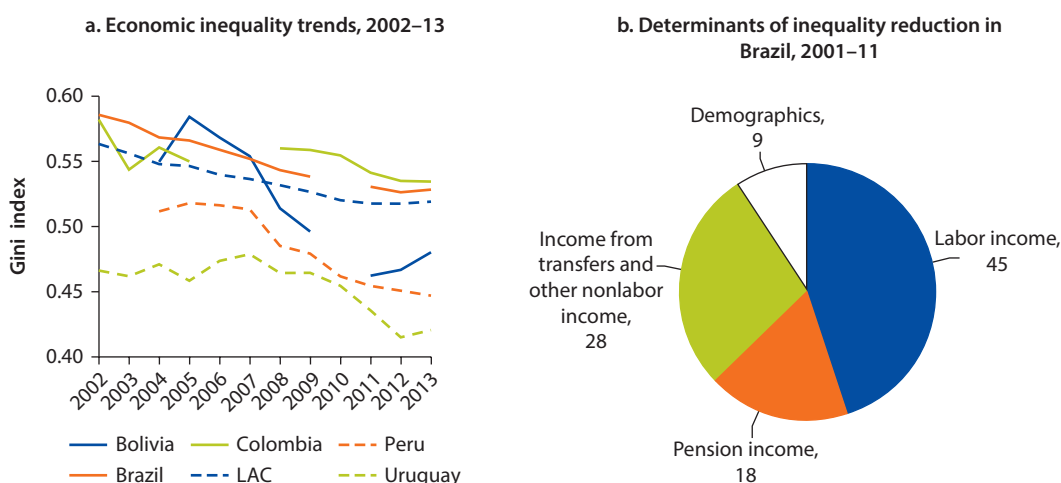 a. Economic inequality trends, 2002–13
0.60
0.55
0.50
0.45
0.40
Gini index
2002
2003
2004
2005
2006
2007
2008
2009
2010
2011
2012
2013
Bolivia
Colombia
Peru
Brazil
LAC
Uruguay
b. Determinants of inequality reduction in
Brazil, 2001–11
Demographics,
9
Labor income,
45
Income from
transfers and
other nonlabor
income,
28
Pension income,
18